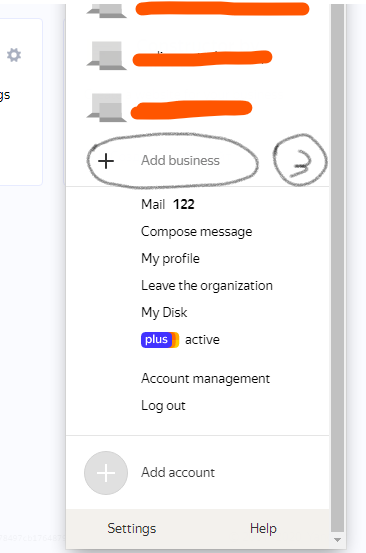 gs
+ Add business
3
Mail 122
Compose message
My profile
Leave the organization
My Disk
plus active
Account management
Log out
+ Add account
Settings Help